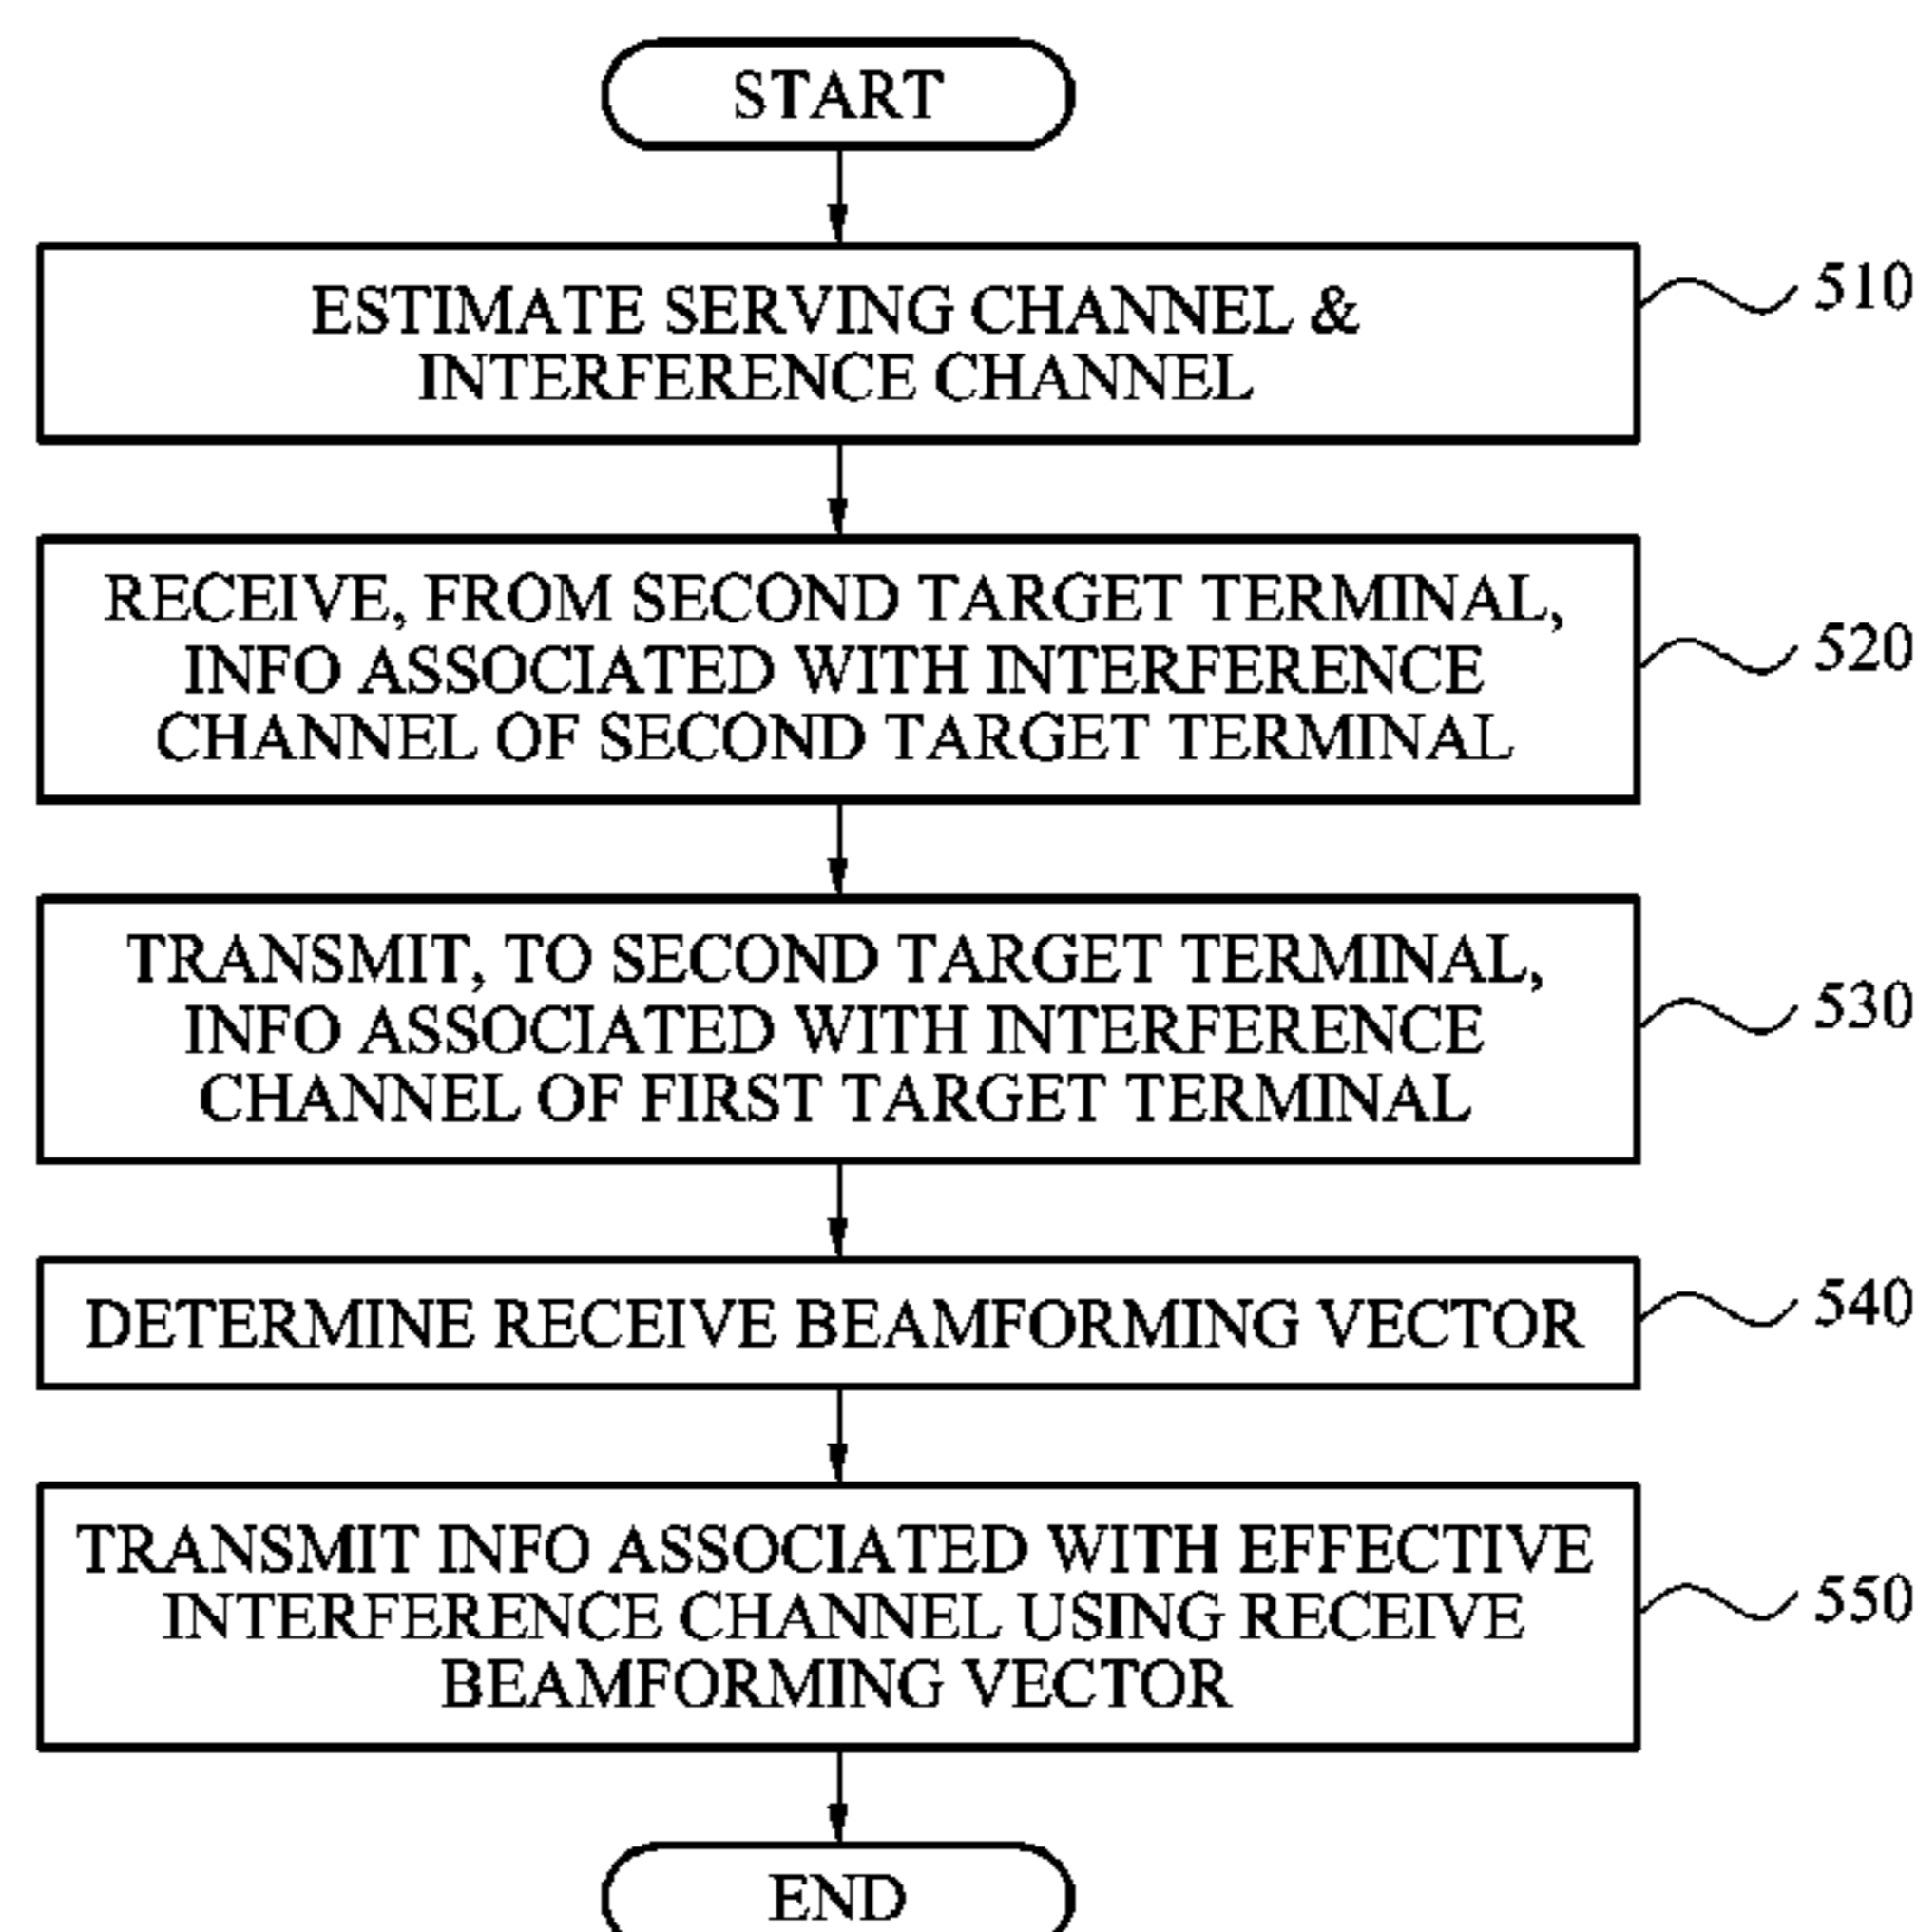 START
ESTIMATE SERVING CHANNEL &
INTERFERENCE CHANNEL
510
RECEIVE, FROM SECOND TARGET TERMINAL,
INFO ASSOCIATED WITH INTERFERENCE
CHANNEL OF SECOND TARGET TERMINAL
520
TRANSMIT, TO SECOND TARGET TERMINAL,
INFO ASSOCIATED WITH INTERFERENCE
CHANNEL OF FIRST TARGET TERMINAL
530
DETERMINE RECEIVE BEAMFORMING VECTOR
540
TRANSMIT INFO ASSOCIATED WITH EFFECTIVE
INTERFERENCE CHANNEL USING RECEIVE
BEAMFORMING VECTOR
550
END